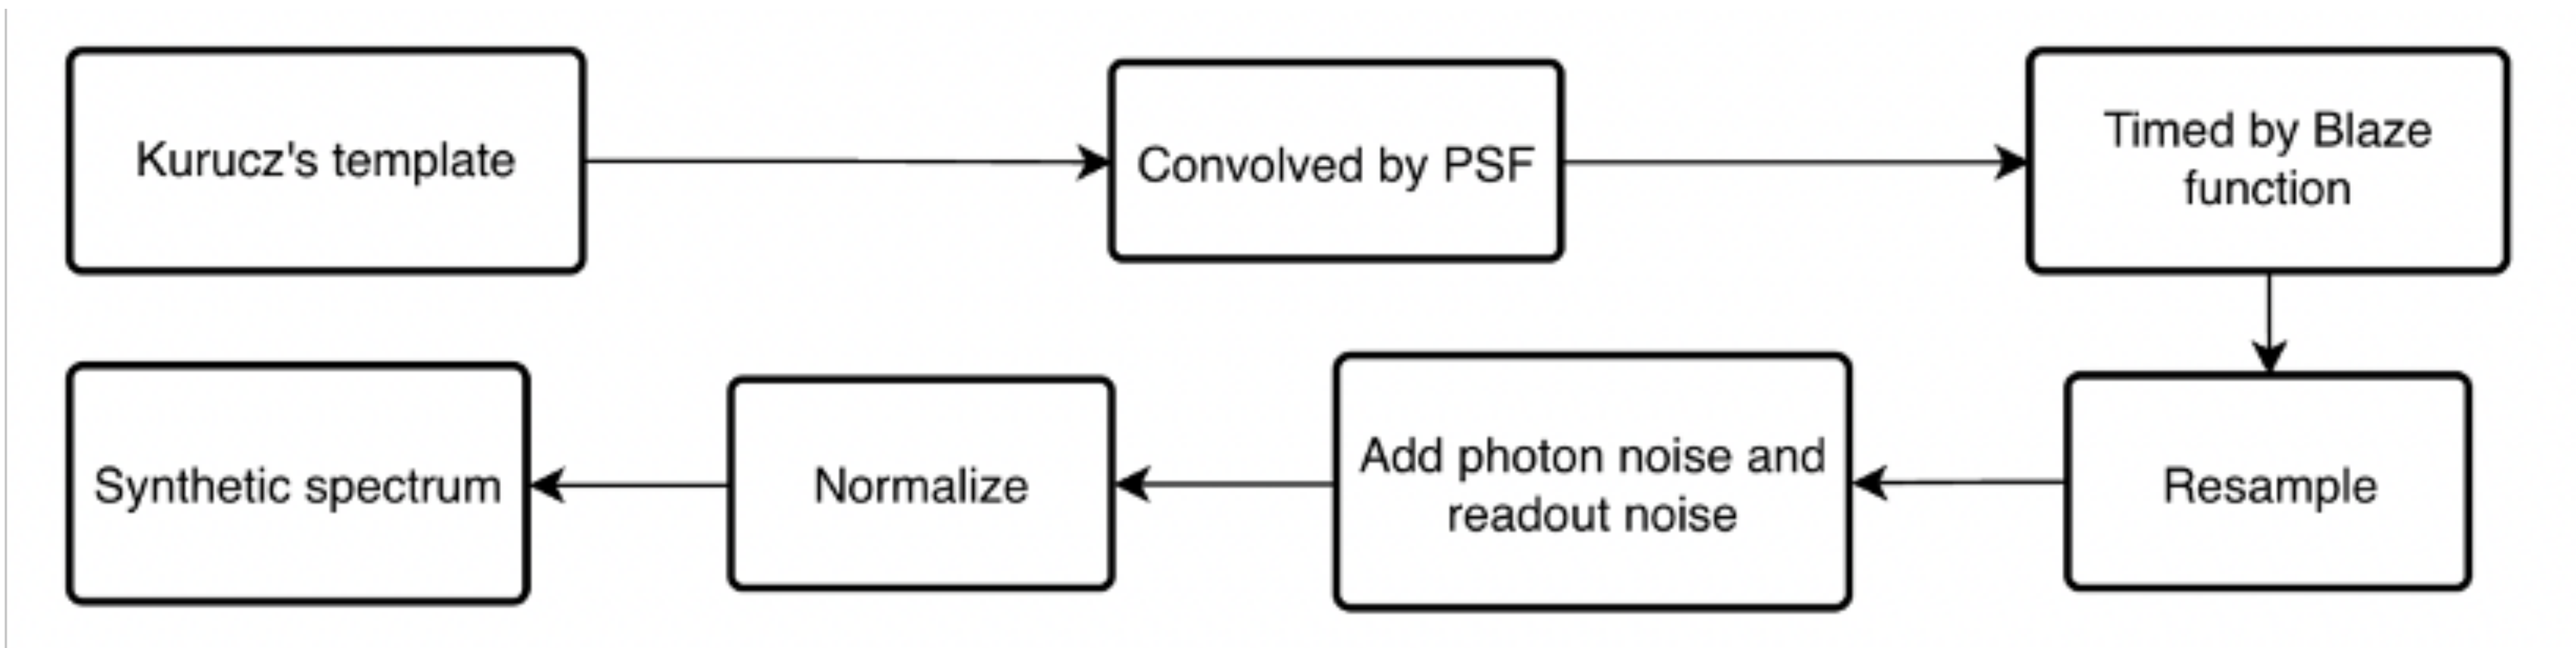 Kurucz's template
Convolved by PSF
Timed by Blaze
function
Resample
Add photon noise and
readout noise
Normalize
Synthetic spectrum